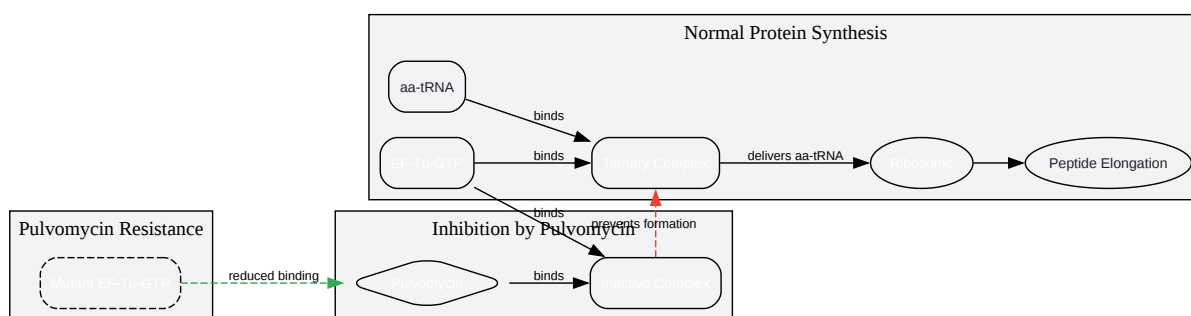 Normal Protein Synthesis
aa-tRNA
binds
EF-Tu-GTP
binds
Ternary Complex
delivers aa-tRNA
Ribosome
Peptide Elongation
binds
prevents formation
Pulvomycin Resistance
Inhibition by Pulvomycin
Mutant EF-Tu-GTP
reduced binding
Pulvomycin
binds
Inactive Complex